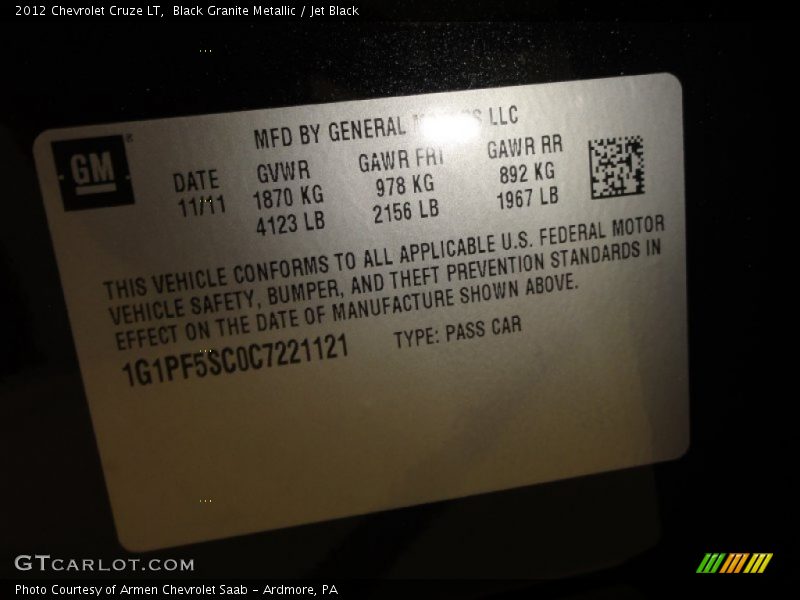 2012 Chevrolet Cruze LT, Black Granite Metallic / Jet Black
GM
MFD BY GENERAL LLC
DATE GVWR GAWR FRT GAWR RR
11/11 1870 KG 978 KG 892 KG
4123 LB 2156 LB 1967 LB
THIS VEHICLE CONFORMS TO ALL APPLICABLE U.S. FEDERAL MOTOR
VEHICLE SAFETY, BUMPER, AND THEFT PREVENTION STANDARDS IN
EFFECT ON THE DATE OF MANUFACTURE SHOWN ABOVE.
1G1PF5SC0C7221121 TYPE: PASS CAR
GTCARLOT.COM
Photo Courtesy of Armen Chevrolet Saab - Ardmore, PA